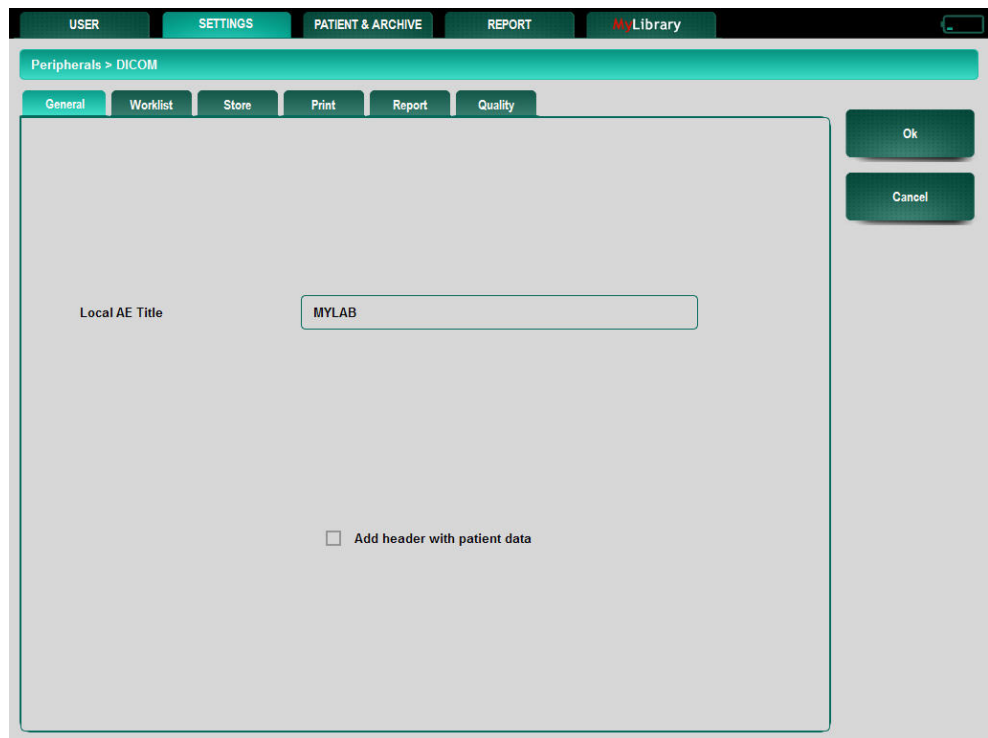 USER SETTINGS PATIENT & ARCHIVE REPORT MyLibrary
Peripherals > DICOM
General Worklist Store Print Report Quality
Ok
Cancel
Local AE Title MYLAB
Add header with patient data